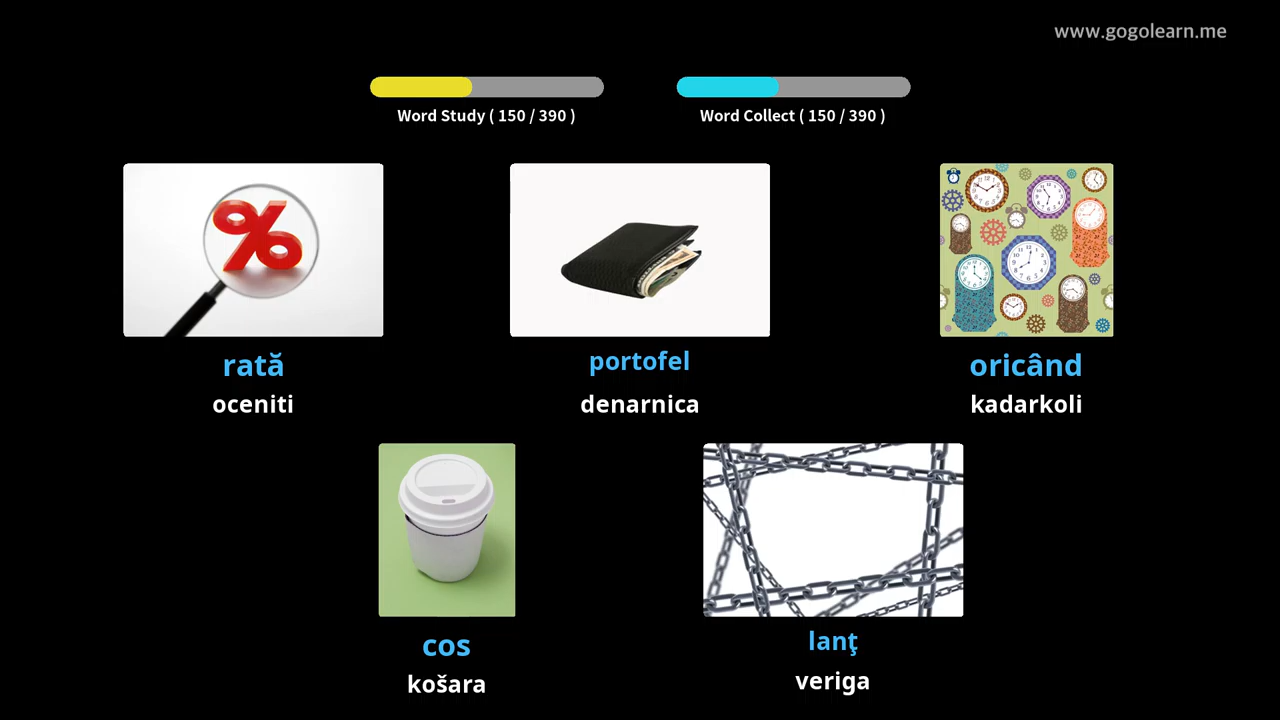 www.gogolearn.me
Word Study ( 150 / 390 )
Word Collect ( 150 / 390 )
rată
oceniti
portofel
denarnica
oricând
kadarkoli
cos
košara
lanţ
veriga